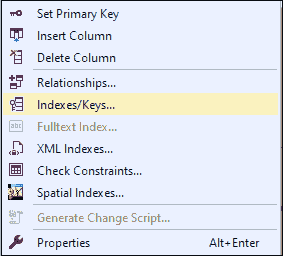 Set Primary Key
Insert Column
Delete Column
Relationships...
Indexes/Keys...
Fulltext Index...
XML Indexes...
Check Constraints...
Spatial Indexes...
Generate Change Script...
Properties Alt+Enter